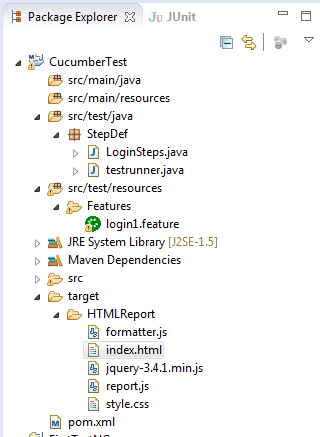 Package Explorer JUnit
CucumberTest
src/main/java
src/main/resources
src/test/java
StepDef
LoginSteps.java
testrunner.java
src/test/resources
Features
login1.feature
JRE System Library [J2SE-1.5]
Maven Dependencies
src
target
HTMLReport
formatter.js
index.html
jquery-3.4.1.min.js
report.js
style.css
pom.xml